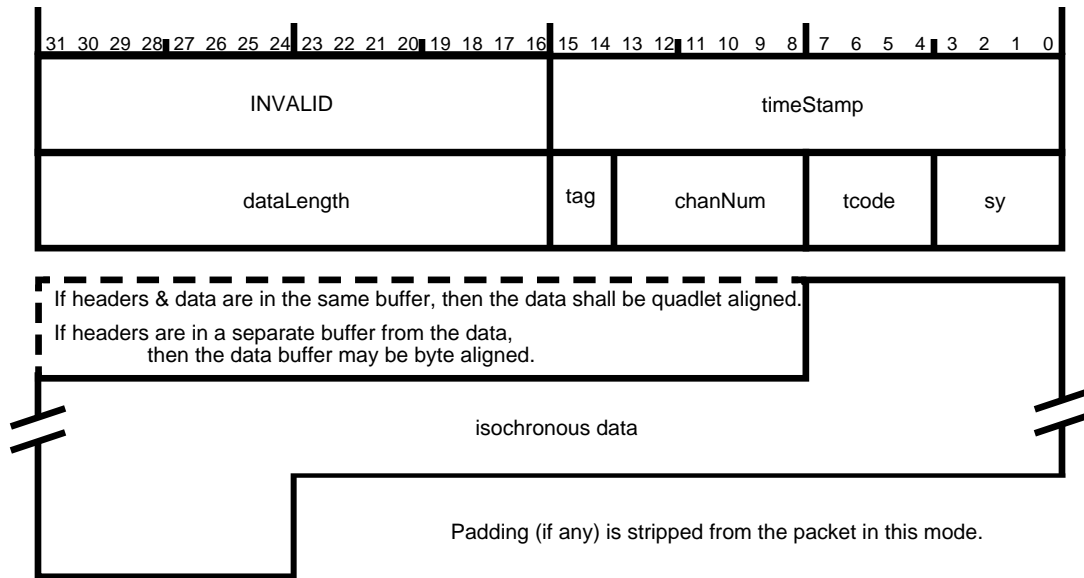 31 30 29 28 27 26 25 24 23 22 21 20 19 18 17 16 15 14 13 12 11 10 9 8 7 6 5 4 3 2 1 0
INVALID timeStamp
dataLength tag chanNum tcode sy
If headers & data are in the same buffer, then the data shall be quadlet aligned.
If headers are in a separate buffer from the data,
then the data buffer may be byte aligned.
isochronous data
Padding (if any) is stripped from the packet in this mode.